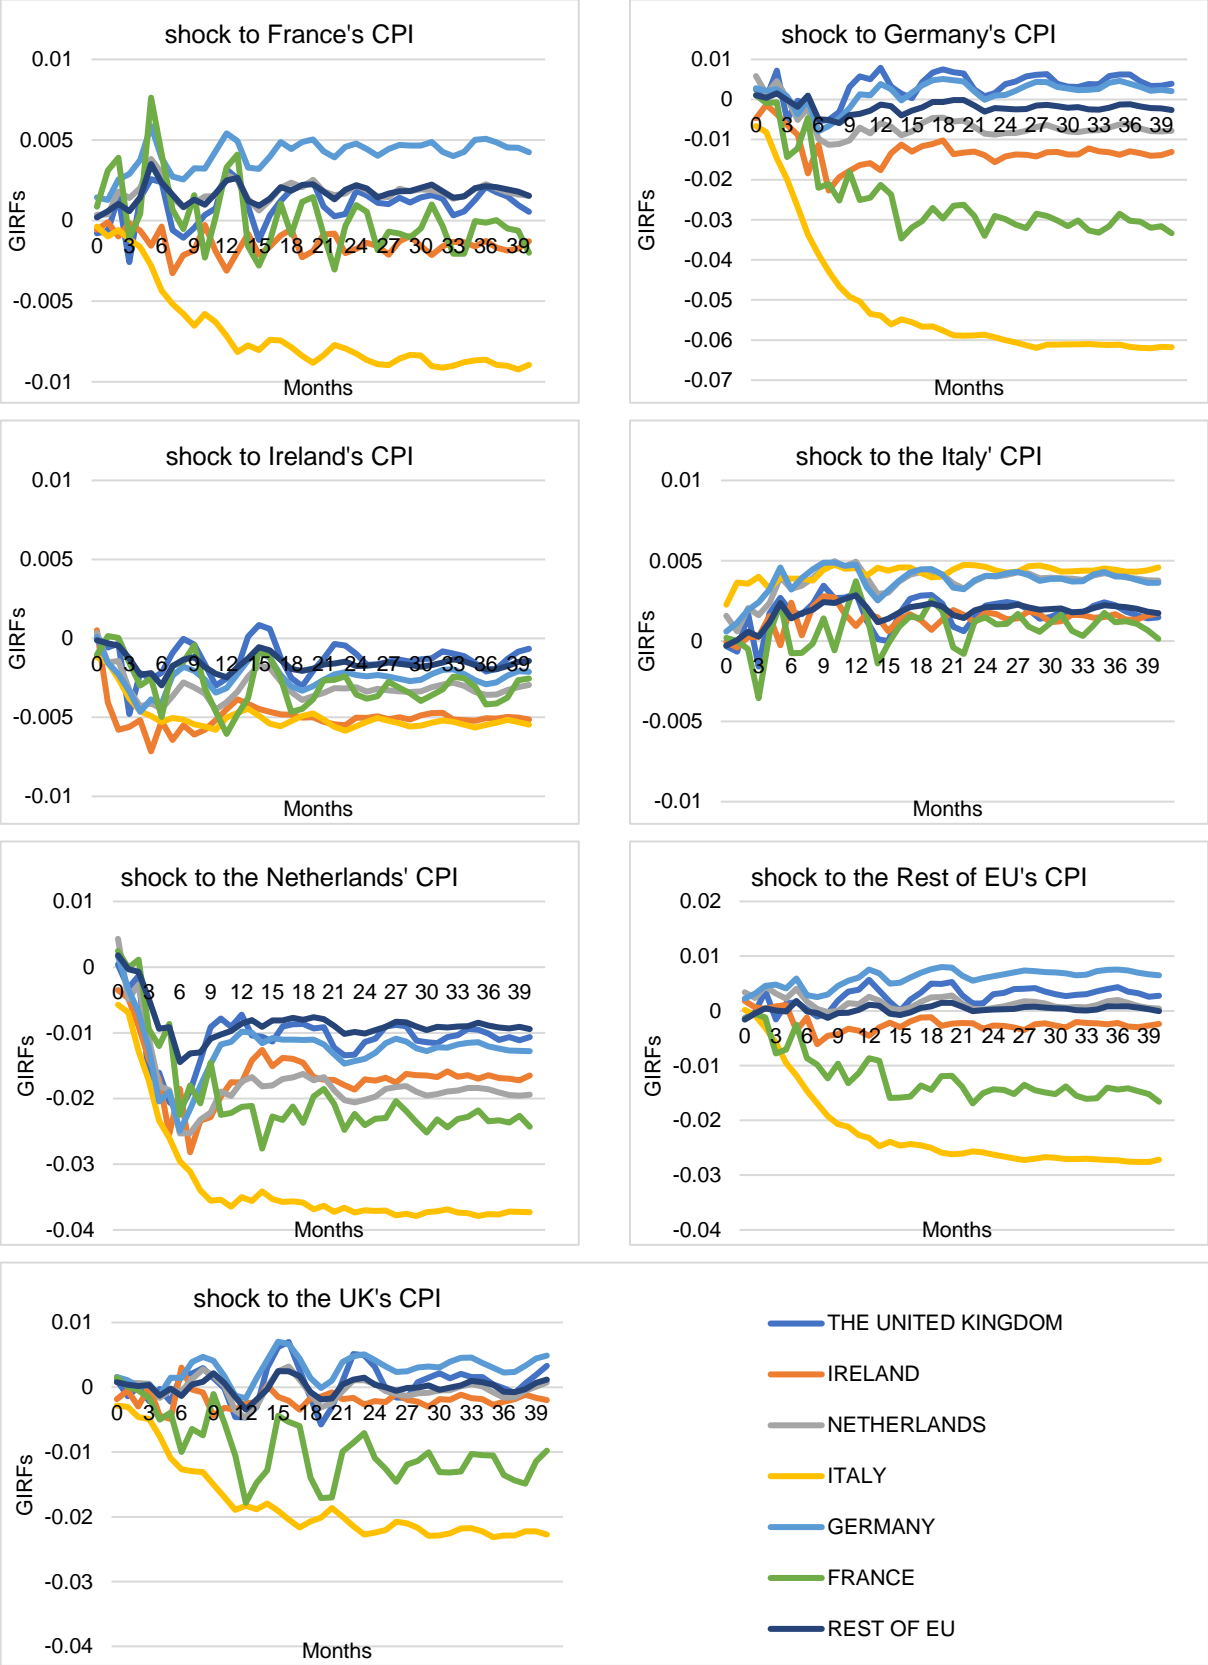 shock to France's CPI
0.01
0.005
0
-0.005
-0.01
GIRFs
0 3 6 9 12 15 18 21 24 27 30 33 36 39
Months
shock to Germany's CPI
0.01
0
-0.01
-0.02
-0.03
-0.04
-0.05
-0.06
-0.07
GIRFs
0 3 6 9 12 15 18 21 24 27 30 33 36 39
Months
shock to Ireland's CPI
0.01
0.005
0
-0.005
-0.01
GIRFs
0 3 6 9 12 15 18 21 24 27 30 33 36 39
Months
shock to the Italy' CPI
0.01
0.005
0
-0.005
-0.01
GIRFs
0 3 6 9 12 15 18 21 24 27 30 33 36 39
Months
shock to the Netherlands' CPI
0.01
0
-0.01
-0.02
-0.03
-0.04
GIRFs
0 3 6 9 12 15 18 21 24 27 30 33 36 39
Months
shock to the Rest of EU's CPI
0.02
0.01
0
-0.01
-0.02
-0.03
-0.04
GIRFs
0 3 6 9 12 15 18 21 24 27 30 33 36 39
Months
shock to the UK's CPI
0.01
0
-0.01
-0.02
-0.03
-0.04
GIRFs
0 3 6 9 12 15 18 21 24 27 30 33 36 39
Months
THE UNITED KINGDOM
IRELAND
NETHERLANDS
ITALY
GERMANY
FRANCE
REST OF EU